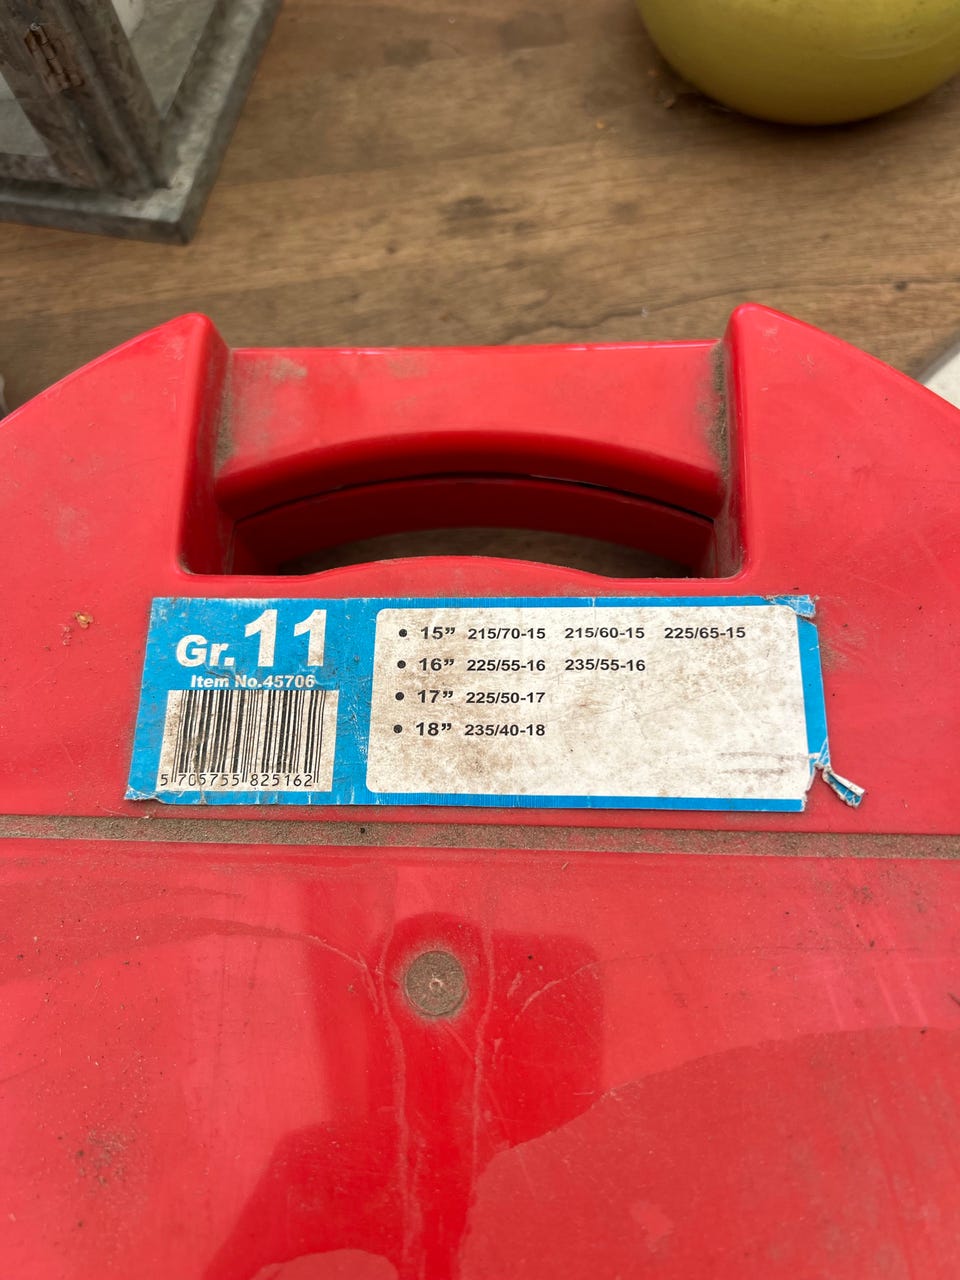 Gr. 11
Item No.45706
5 705755 825162
• 15” 215/70-15 215/60-15 225/65-15
• 16” 225/55-16 235/55-16
• 17” 225/50-17
• 18” 235/40-18